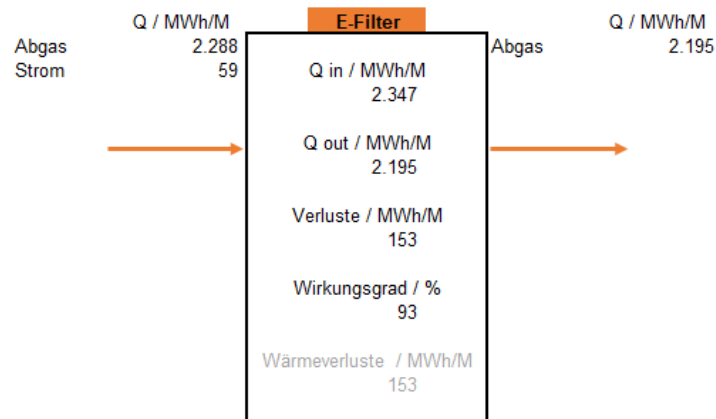 Q / MWh/M
Abgas 2.288
Strom 59
E-Filter
Q in / MWh/M
2.347
Q out / MWh/M
2.195
Verluste / MWh/M
153
Wirkungsgrad / %
93
Wärmeverluste / MWh/M
153
Q / MWh/M
Abgas 2.195